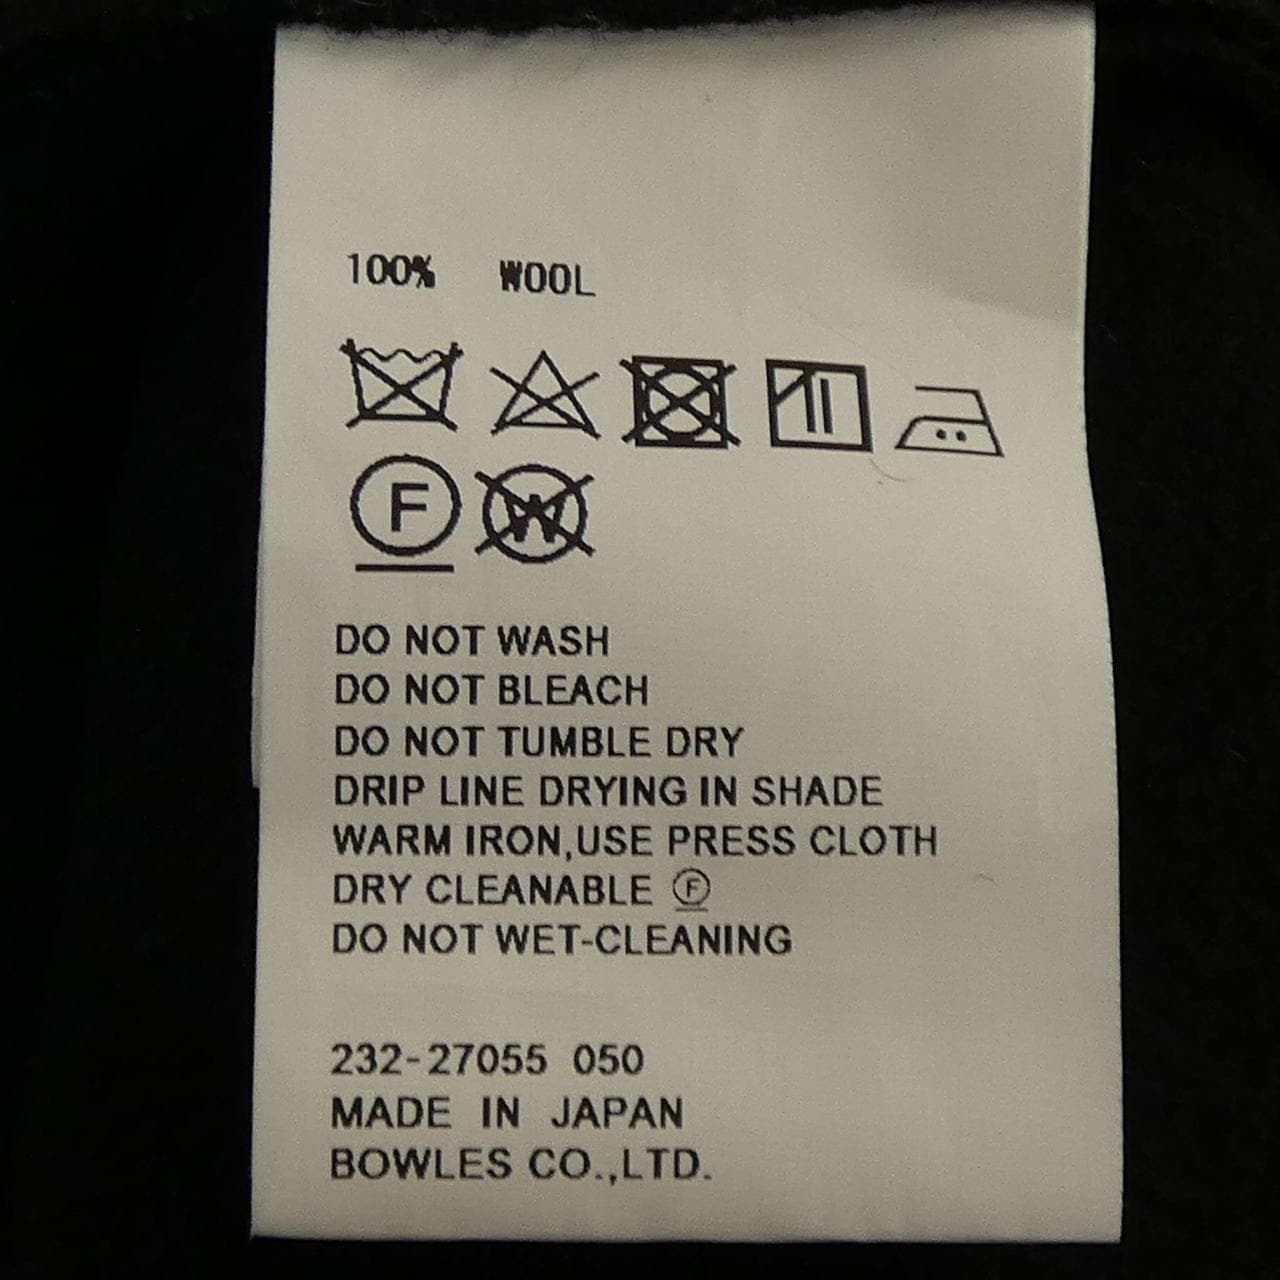 100% WOOL
F W
DO NOT WASH
DO NOT BLEACH
DO NOT TUMBLE DRY
DRIP LINE DRYING IN SHADE
WARM IRON,USE PRESS CLOTH
DRY CLEANABLE Ⓕ
DO NOT WET-CLEANING
232-27055 050
MADE IN JAPAN
BOWLES CO.,LTD.